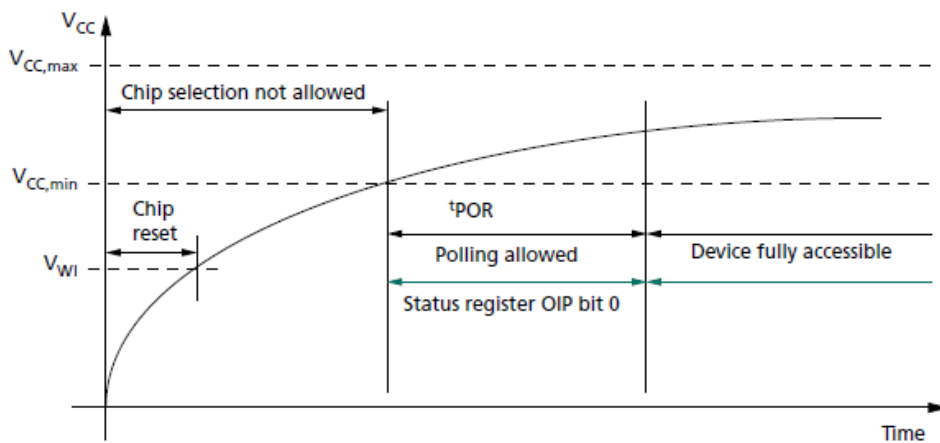 VCC
VCC,max
Chip selection not allowed
VCC,min
Chip
reset
tPOR
Polling allowed
Device fully accessible
VWI
Status register OIP bit 0
Time